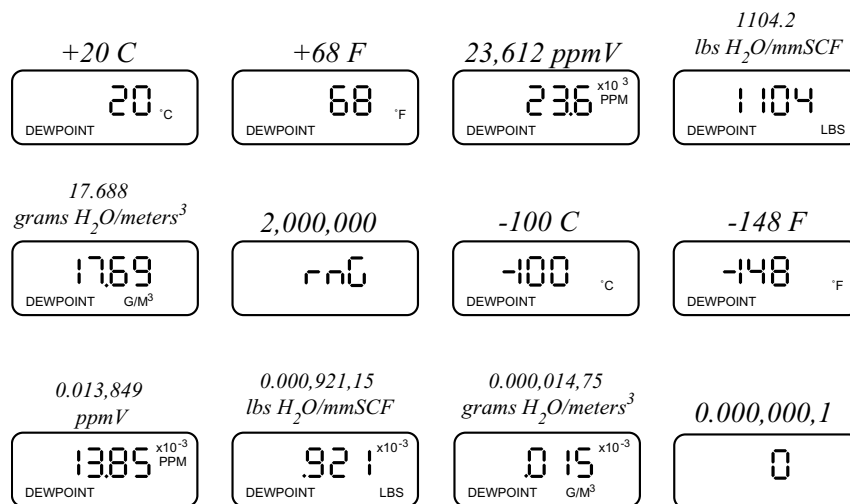 +20 C
20 °C
DEWPOINT
+68 F
68 °F
DEWPOINT
23,612 ppmV
23.6 x10 3
PPM
DEWPOINT
1104.2
lbs H2O/mmSCF
1104
DEWPOINT LBS
17.688
grams H2O/meters3
17.69
DEWPOINT G/M3
2,000,000
rnG
-100 C
-100 °C
DEWPOINT
-148 F
-148 °F
DEWPOINT
0.013,849
ppmV
13.85 x10-3
PPM
DEWPOINT
0.000,921,15
lbs H2O/mmSCF
.921 x10-3
DEWPOINT LBS
0.000,014,75
grams H2O/meters3
.015 x10-3
DEWPOINT G/M3
0.000,000,1
0